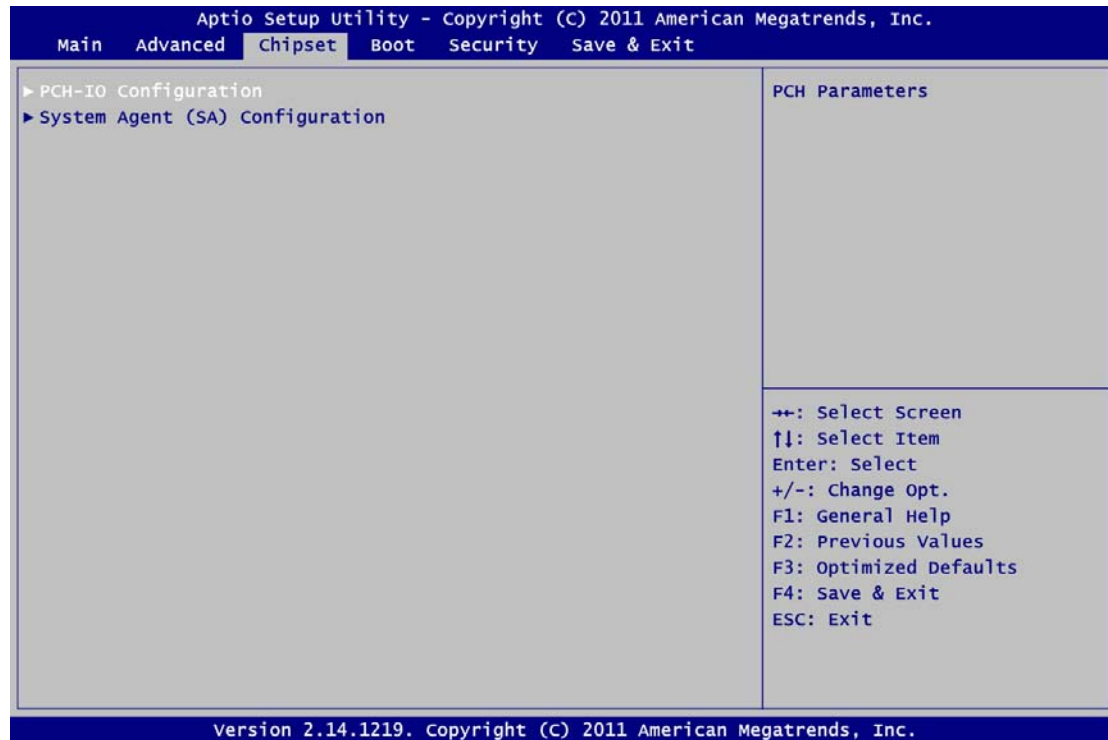 Aptio Setup Utility - Copyright (C) 2011 American Megatrends, Inc.
Main Advanced Chipset Boot Security Save & Exit
►PCH-IO Configuration
►System Agent (SA) Configuration
PCH Parameters
→←: Select Screen
↑↓: Select Item
Enter: Select
+/-: Change Opt.
F1: General Help
F2: Previous Values
F3: Optimized Defaults
F4: Save & Exit
ESC: Exit
Version 2.14.1219. Copyright (C) 2011 American Megatrends, Inc.